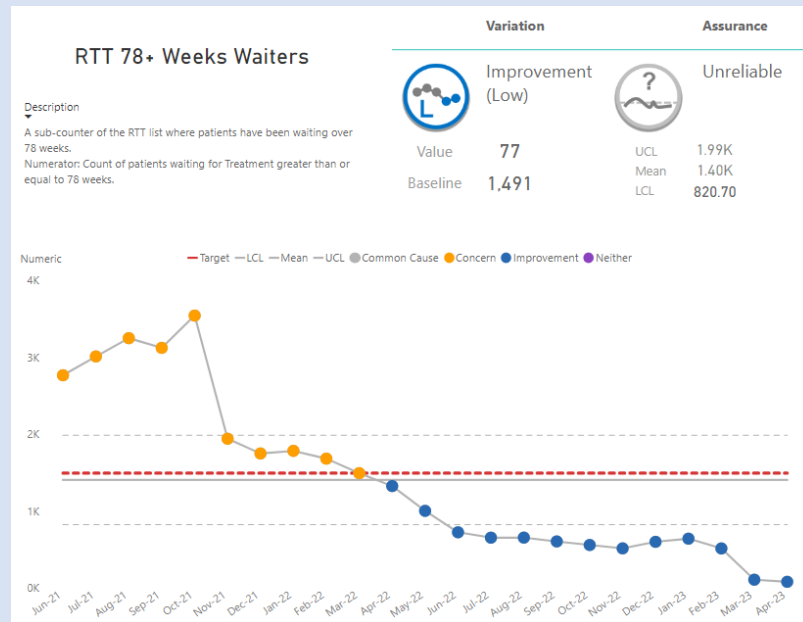 Variation
Assurance
RTT 78+ Weeks Waiters
Improvement
(Low)
?
Unreliable
L
Description
A sub-counter of the RTT list where patients have been waiting over
78 weeks.
Numerator: Count of patients waiting for Treatment greater than or
equal to 78 weeks.
Value 77
Baseline 1,491
UCL 1.99K
Mean 1.40K
LCL 820.70
Numeric
Target LCL Mean UCL Common Cause Concern Improvement Neither
4K
3K
2K
1K
0K
Jun-21 Jul-21 Aug-21 Sep-21 Oct-21 Nov-21 Dec-21 Jan-22 Feb-22 Mar-22 Apr-22 May-22 Jun-22 Jul-22 Aug-22 Sep-22 Oct-22 Nov-22 Dec-22 Jan-23 Feb-23 Mar-23 Apr-23